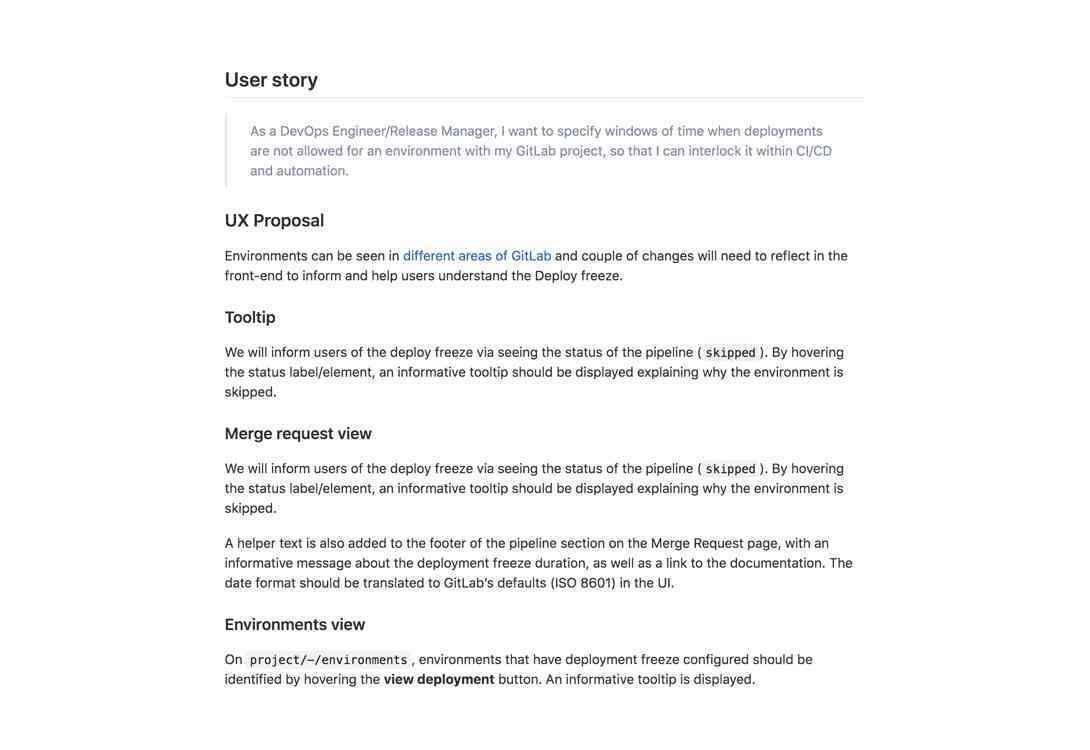 User story
As a DevOps Engineer/Release Manager, I want to specify windows of time when deployments
are not allowed for an environment with my GitLab project, so that I can interlock it within CI/CD
and automation.
UX Proposal
Environments can be seen in different areas of GitLab and couple of changes will need to reflect in the
front-end to inform and help users understand the Deploy freeze.
Tooltip
We will inform users of the deploy freeze via seeing the status of the pipeline ( skipped ). By hovering
the status label/element, an informative tooltip should be displayed explaining why the environment is
skipped.
Merge request view
We will inform users of the deploy freeze via seeing the status of the pipeline ( skipped ). By hovering
the status label/element, an informative tooltip should be displayed explaining why the environment is
skipped.
A helper text is also added to the footer of the pipeline section on the Merge Request page, with an
informative message about the deployment freeze duration, as well as a link to the documentation. The
date format should be translated to GitLab's defaults (ISO 8601) in the UI.
Environments view
On project/~/environments , environments that have deployment freeze configured should be
identified by hovering the view deployment button. An informative tooltip is displayed.